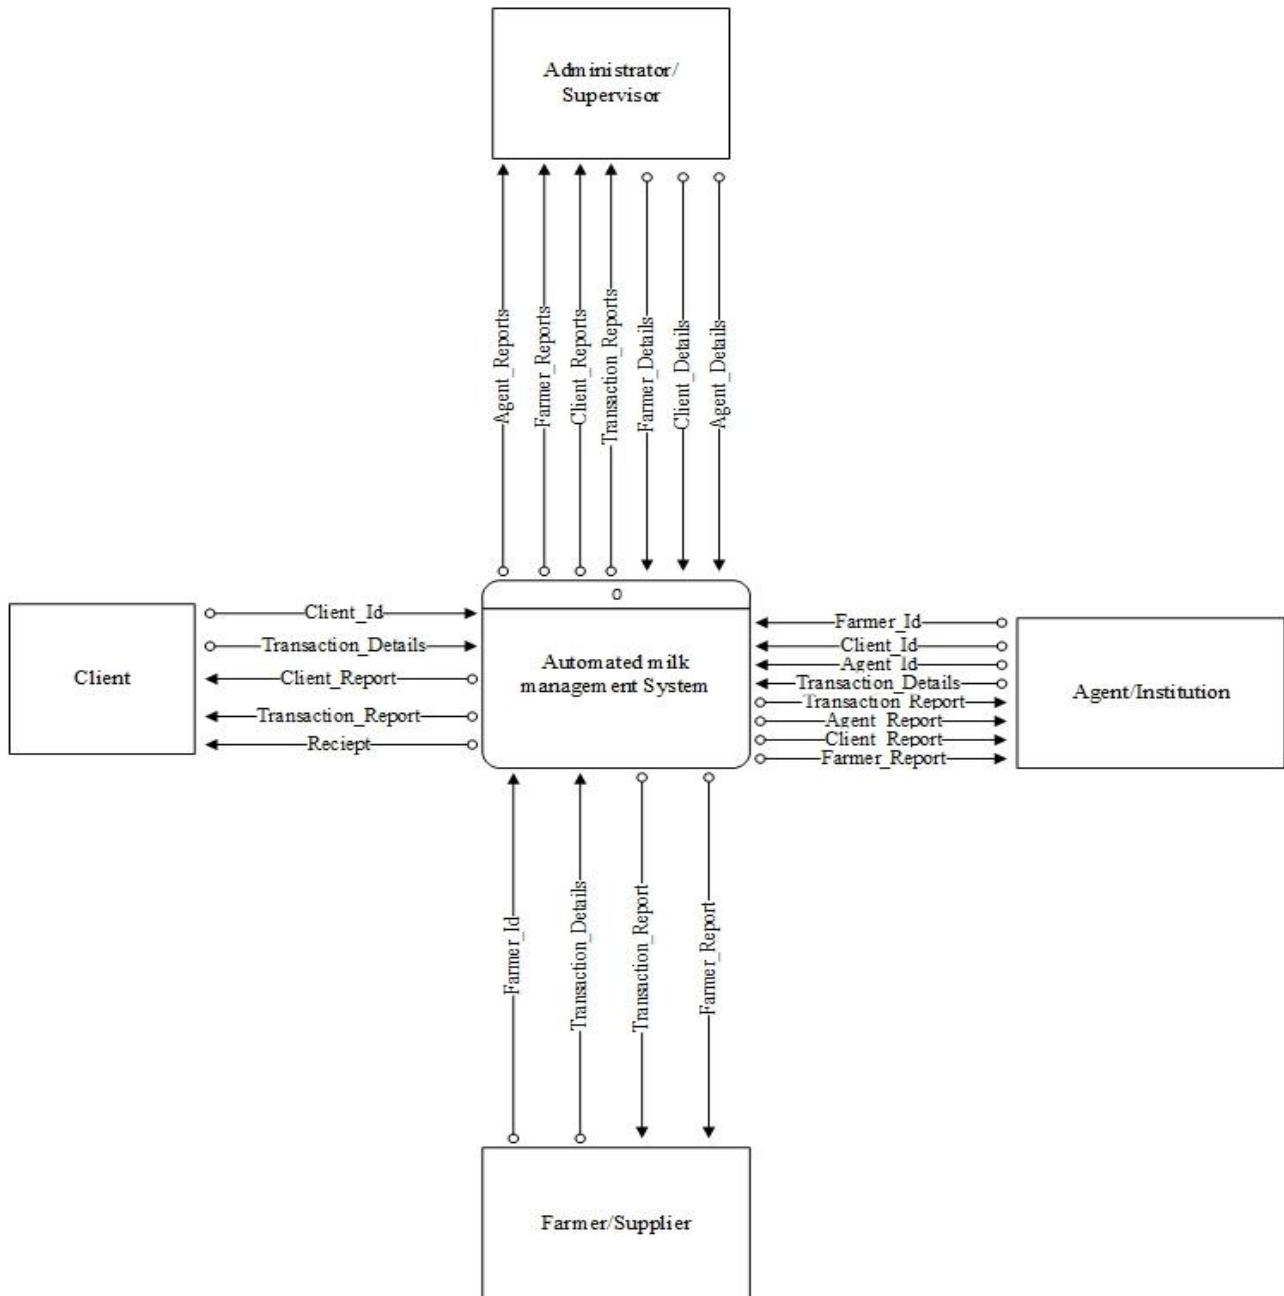 Administrator/
Supervisor
Agent_Reports
Farmer_Reports
Client_Reports
Transaction_Reports
Farmer_Details
Client_Details
Agent_Details
0
Automated milk
management System
Client
Client_Id
Transaction_Details
Client_Report
Transaction_Report
Reciept
Farmer_Id
Client_Id
Agent_Id
Transaction_Details
Transaction_Report
Agent_Report
Client_Report
Farmer_Report
Agent/Institution
Farmer_Id
Transaction_Details
Transaction_Report
Farmer_Report
Farmer/Supplier